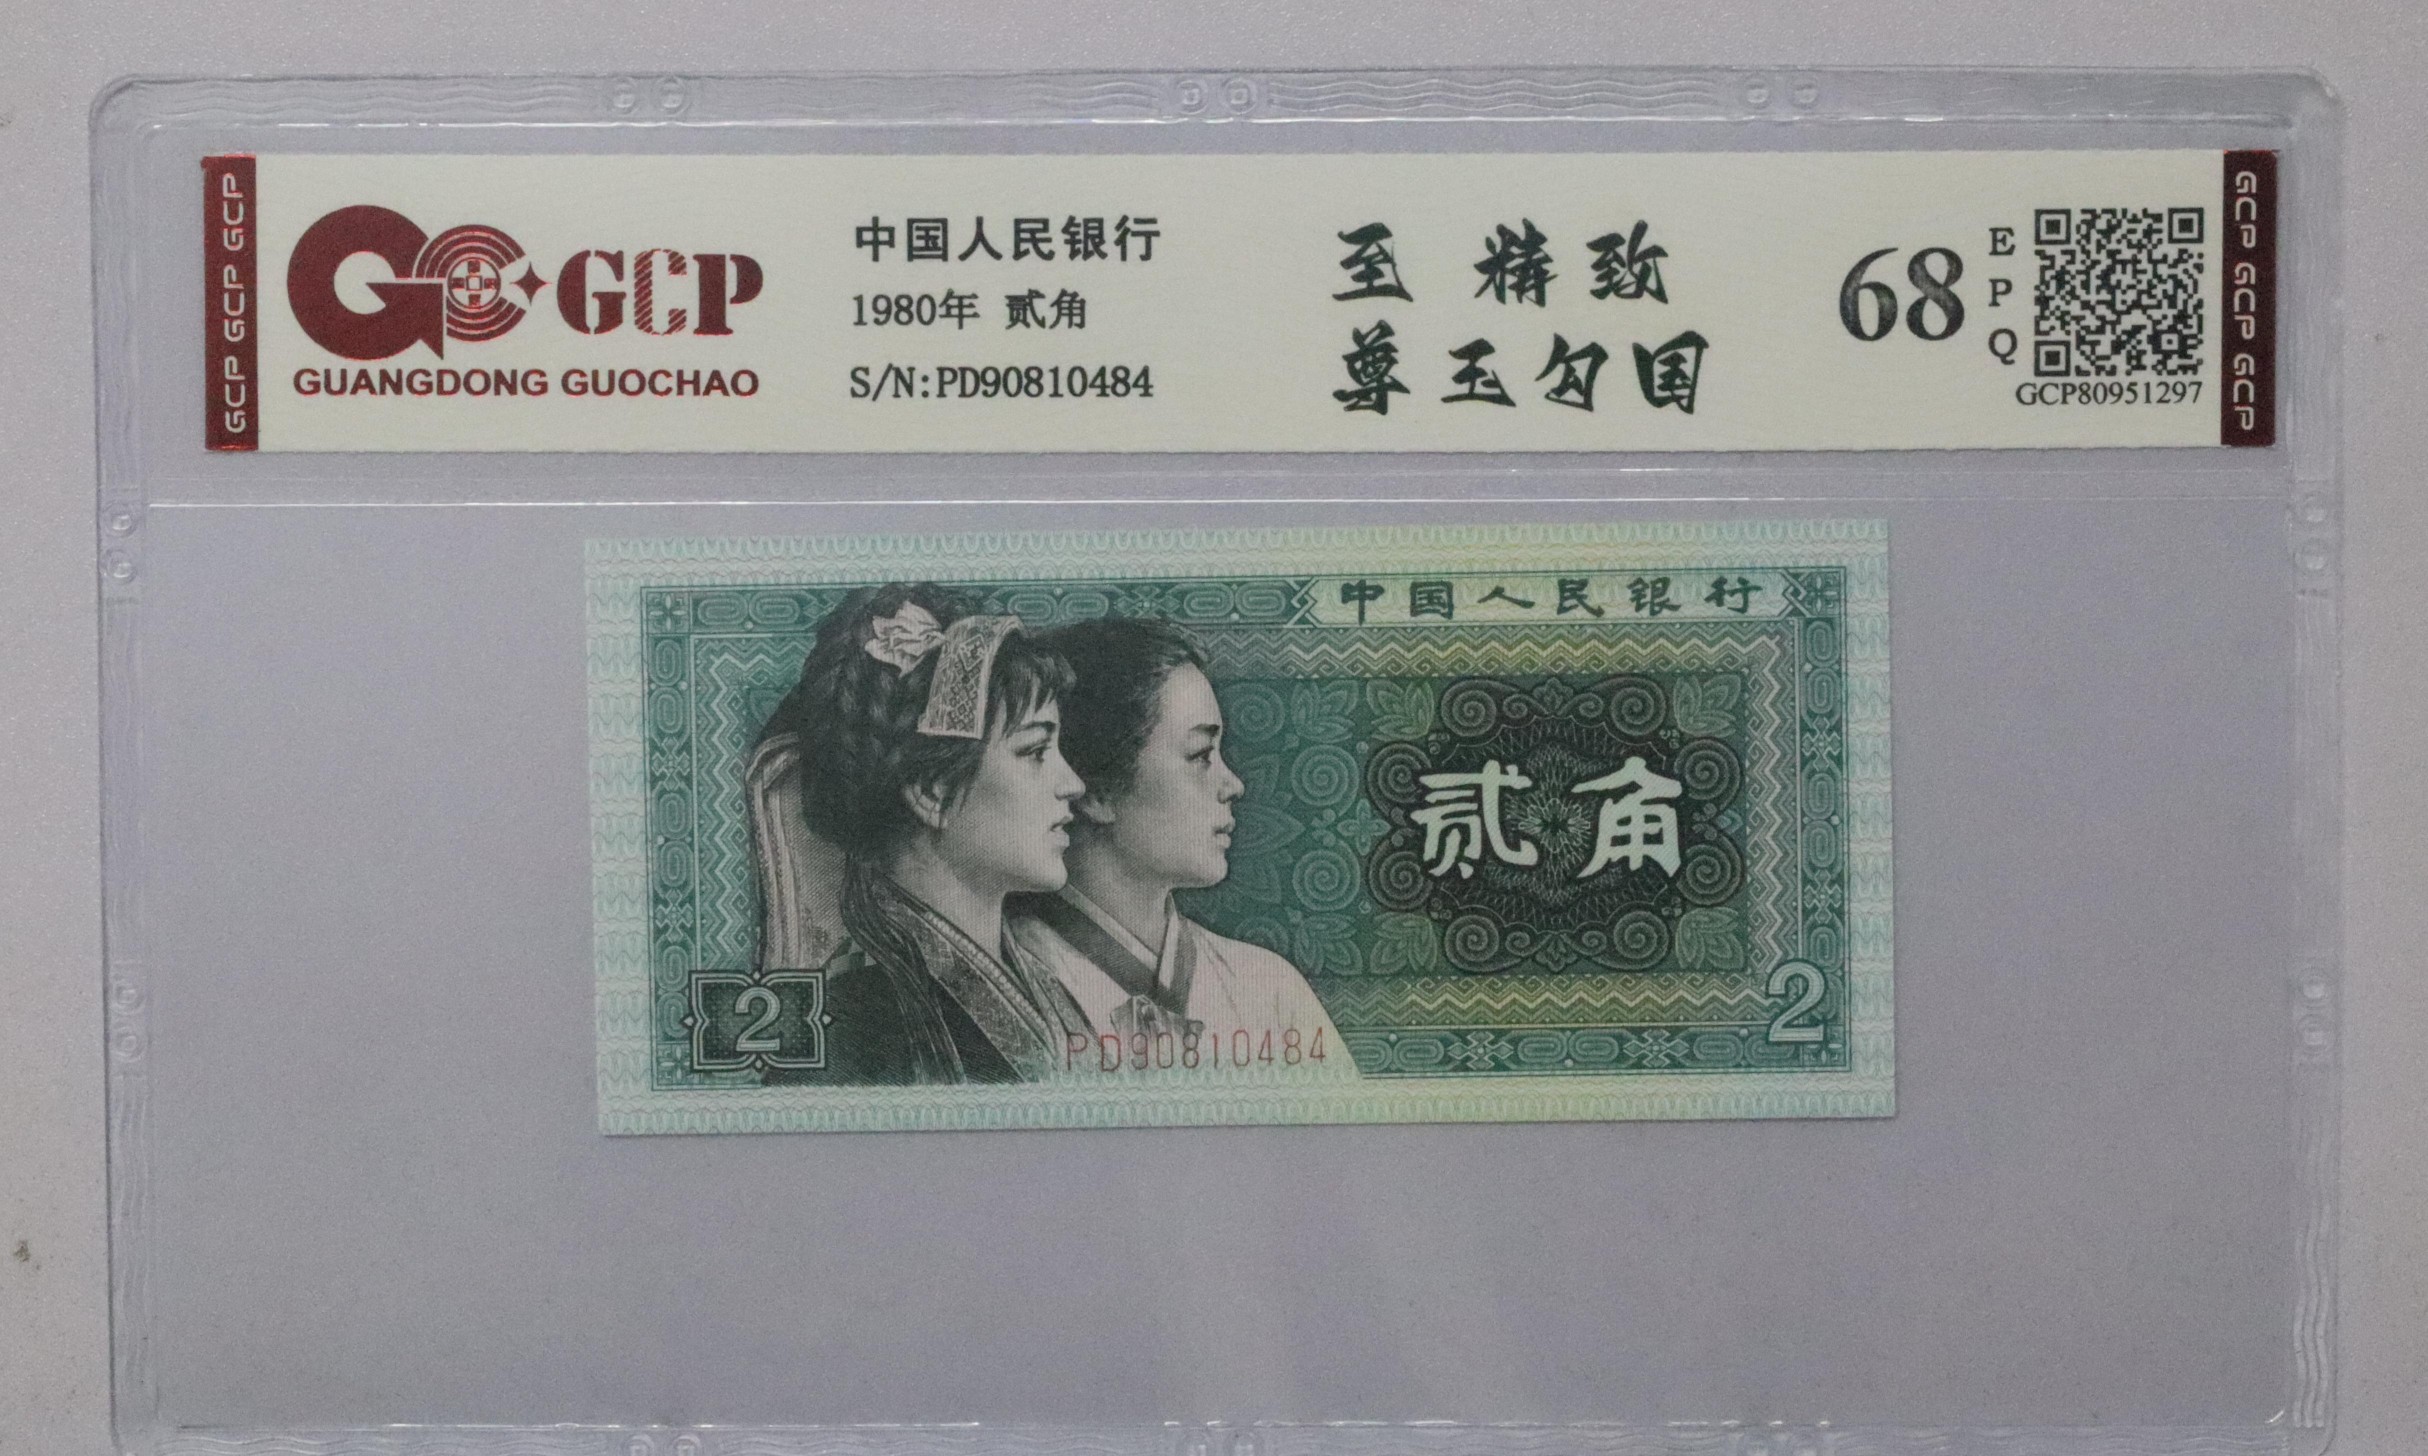 GCP GCP GCP
GCP
GUANGDONG GUOCHAO
中国人民银行
1980年 贰角
S/N:PD90810484
至 精致
尊 玉勾国
68
EPQ
GCP80951297
GCP GCP GCP
中国人民银行
贰角
2
PD90810484
2